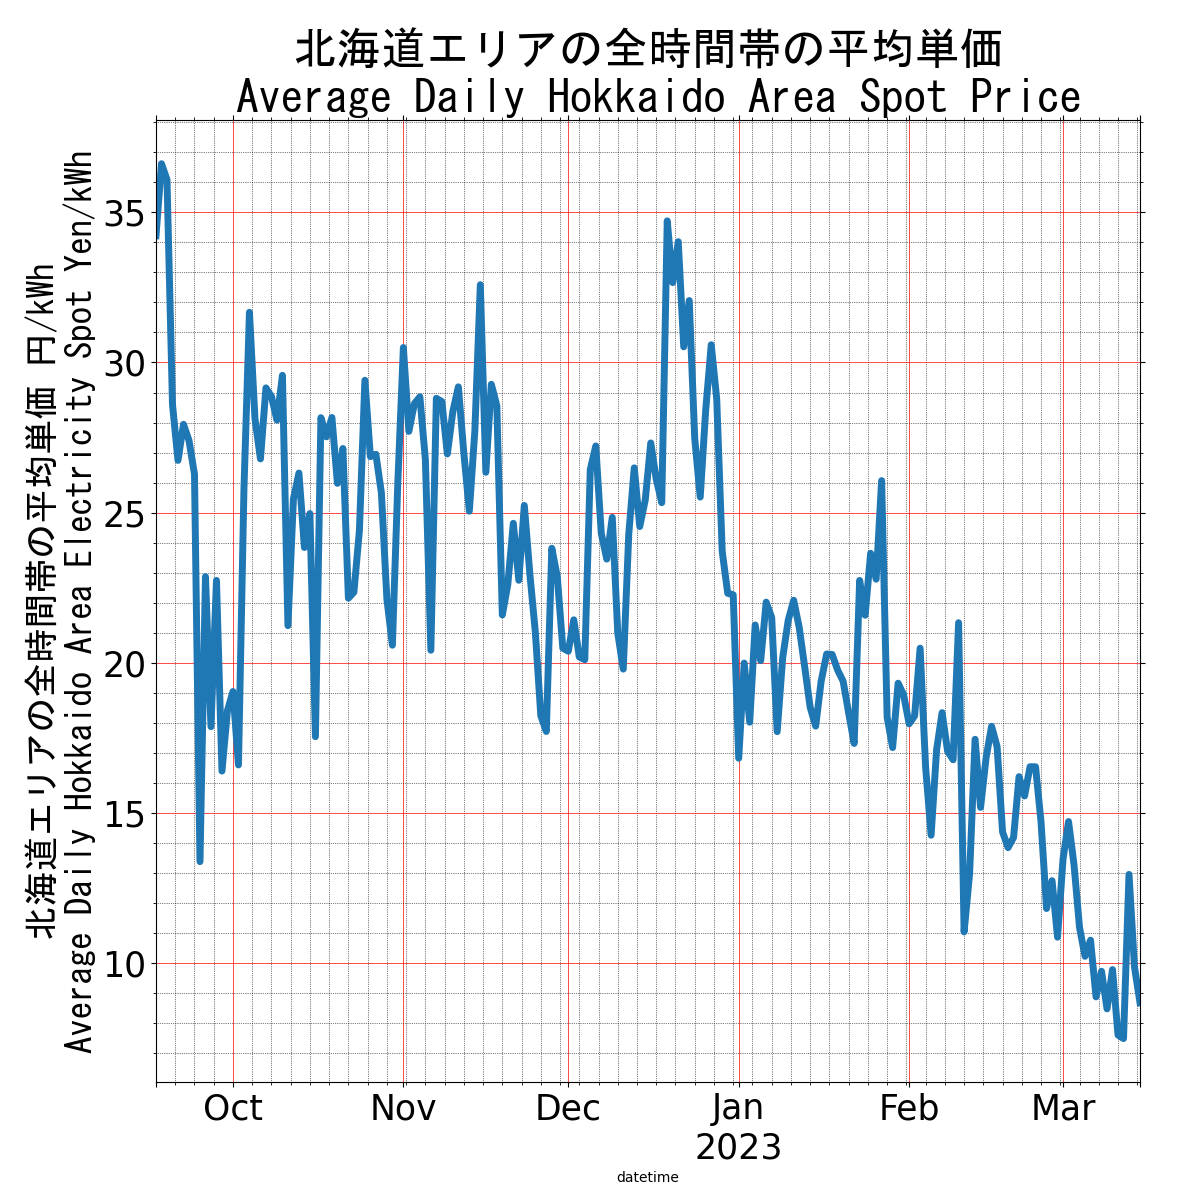 北海道エリアの全時間帯の平均単価
Average Daily Hokkaido Area Spot Price
北海道エリアの全時間帯の平均単価 円/kWh
Average Daily Hokkaido Area Electricity Spot Yen/kWh
35
30
25
20
15
10
Oct
Nov
Dec
Jan
2023
Feb
Mar
datetime